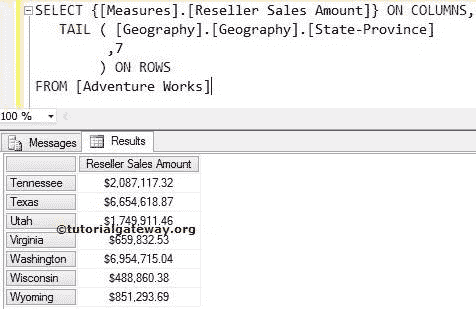 SELECT {[Measures].[Reseller Sales Amount]} ON COLUMNS,
TAIL ( [Geography].[Geography].[State-Province]
,7
) ON ROWS
FROM [Adventure Works]
100 %
Messages Results
Reseller Sales Amount
Tennessee $2,087,117.32
Texas $6,654,618.87
Utah $1,749,911.46
©tutorialgateway.org
Virginia $659,832.53
Washington $6,954,715.04
Wisconsin $488,860.38
Wyoming $851,293.69